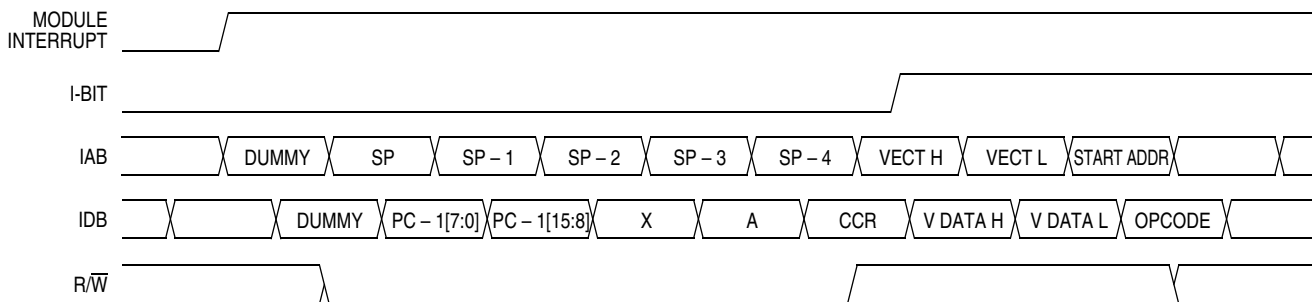 MODULE
INTERRUPT
I-BIT
IAB DUMMY SP SP – 1 SP – 2 SP – 3 SP – 4 VECT H VECT L START ADDR
IDB DUMMY PC – 1[7:0] PC – 1[15:8] X A CCR V DATA H V DATA L OPCODE
R/W̅